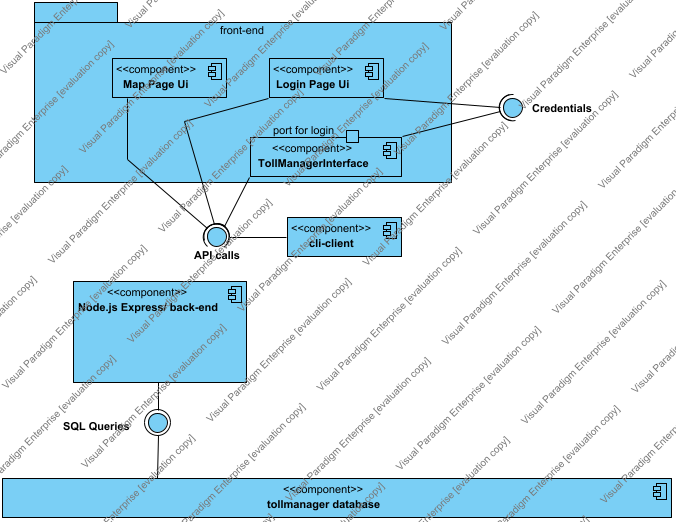 front-end
<<component>>
Map Page Ui
<<component>>
Login Page Ui
Credentials
port for login
<<component>>
TollManagerInterface
<<component>>
cli-client
API calls
<<component>>
Node.js Express/ back-end
SQL Queries
<<component>>
tollmanager database
Visual Paradigm Enterprise [evaluation copy]